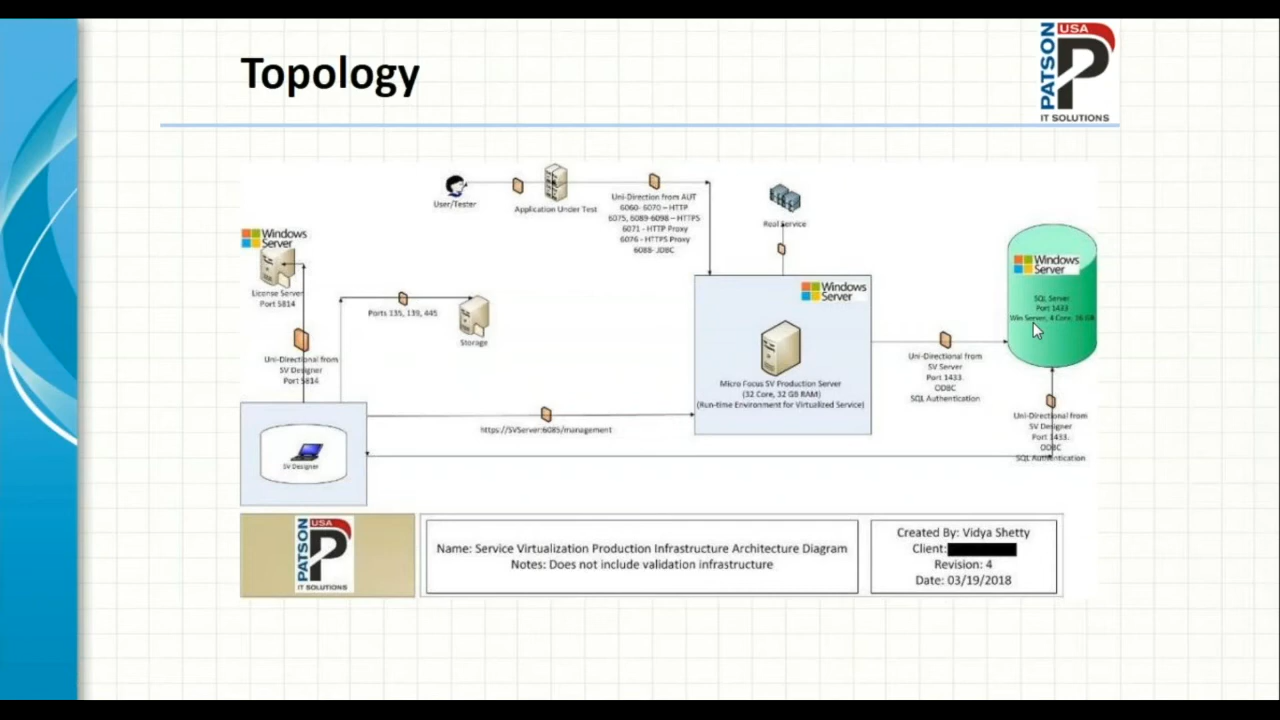 Topology
PATSON
USA
IT SOLUTIONS
User/Tester
Application Under Test
Uni-Direction from AUT
6060- 6070 – HTTP
6075, 6089-6098 – HTTPS
6071 - HTTP Proxy
6076 - HTTPS Proxy
6088- JDBC
Real Service
Windows
Server
License Server
Port 5814
Ports 135, 139, 445
Storage
Uni-Directional from
SV Designer
Port 5814
Windows
Server
Micro Focus SV Production Server
(32 Core, 32 GB RAM)
(Run-time Environment for Virtualized Service)
Windows
Server
SQL Server
Port 1433
Win Server, 4 Core, 16 GB
Uni-Directional from
SV Server
Port 1433.
ODBC
SQL Authentication
Uni-Directional from
SV Designer
Port 1433.
ODBC
SQL Authentication
https://SVServer:6085/management
SV Designer
PATSON
USA
IT SOLUTIONS
Name: Service Virtualization Production Infrastructure Architecture Diagram
Notes: Does not include validation infrastructure
Created By: Vidya Shetty
Client:
Revision: 4
Date: 03/19/2018